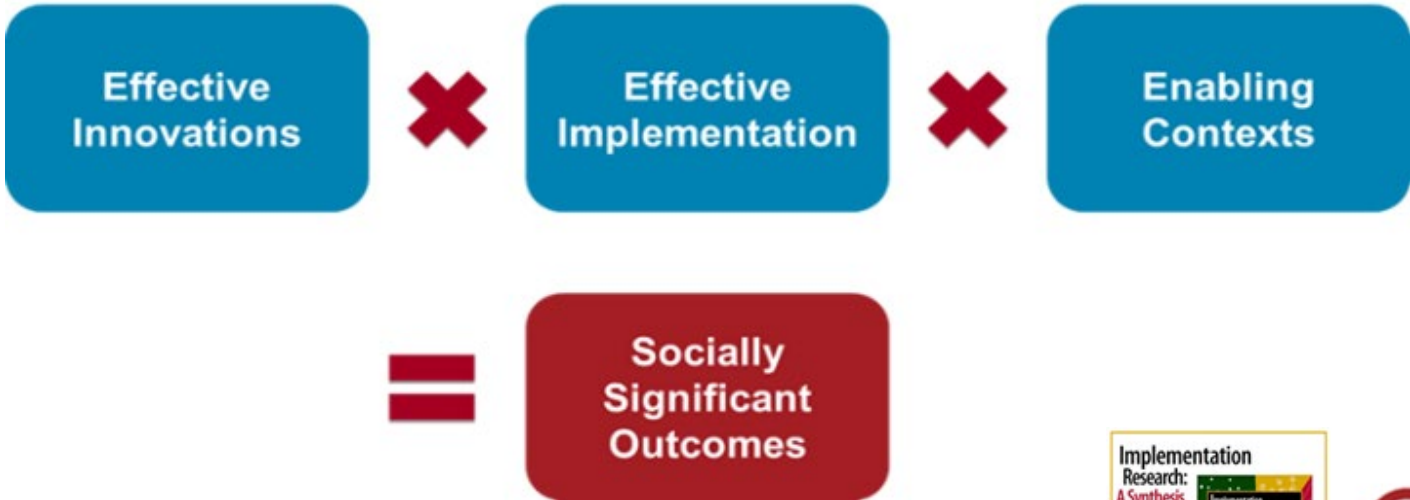 Effective
Innovations
Effective
Implementation
Enabling
Contexts
Socially
Significant
Outcomes
Implementation
Research:
A Synthesis